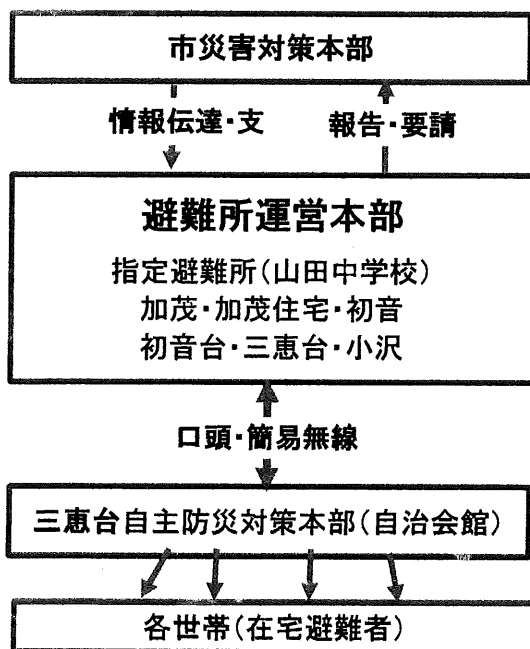 市災害対策本部
情報伝達・支
報告・要請
避難所運営本部
指定避難所(山田中学校)
加茂・加茂住宅・初音
初音台・三恵台・小沢
口頭・簡易無線
三恵台自主防災対策本部(自治会館)
各世帯(在宅避難者)